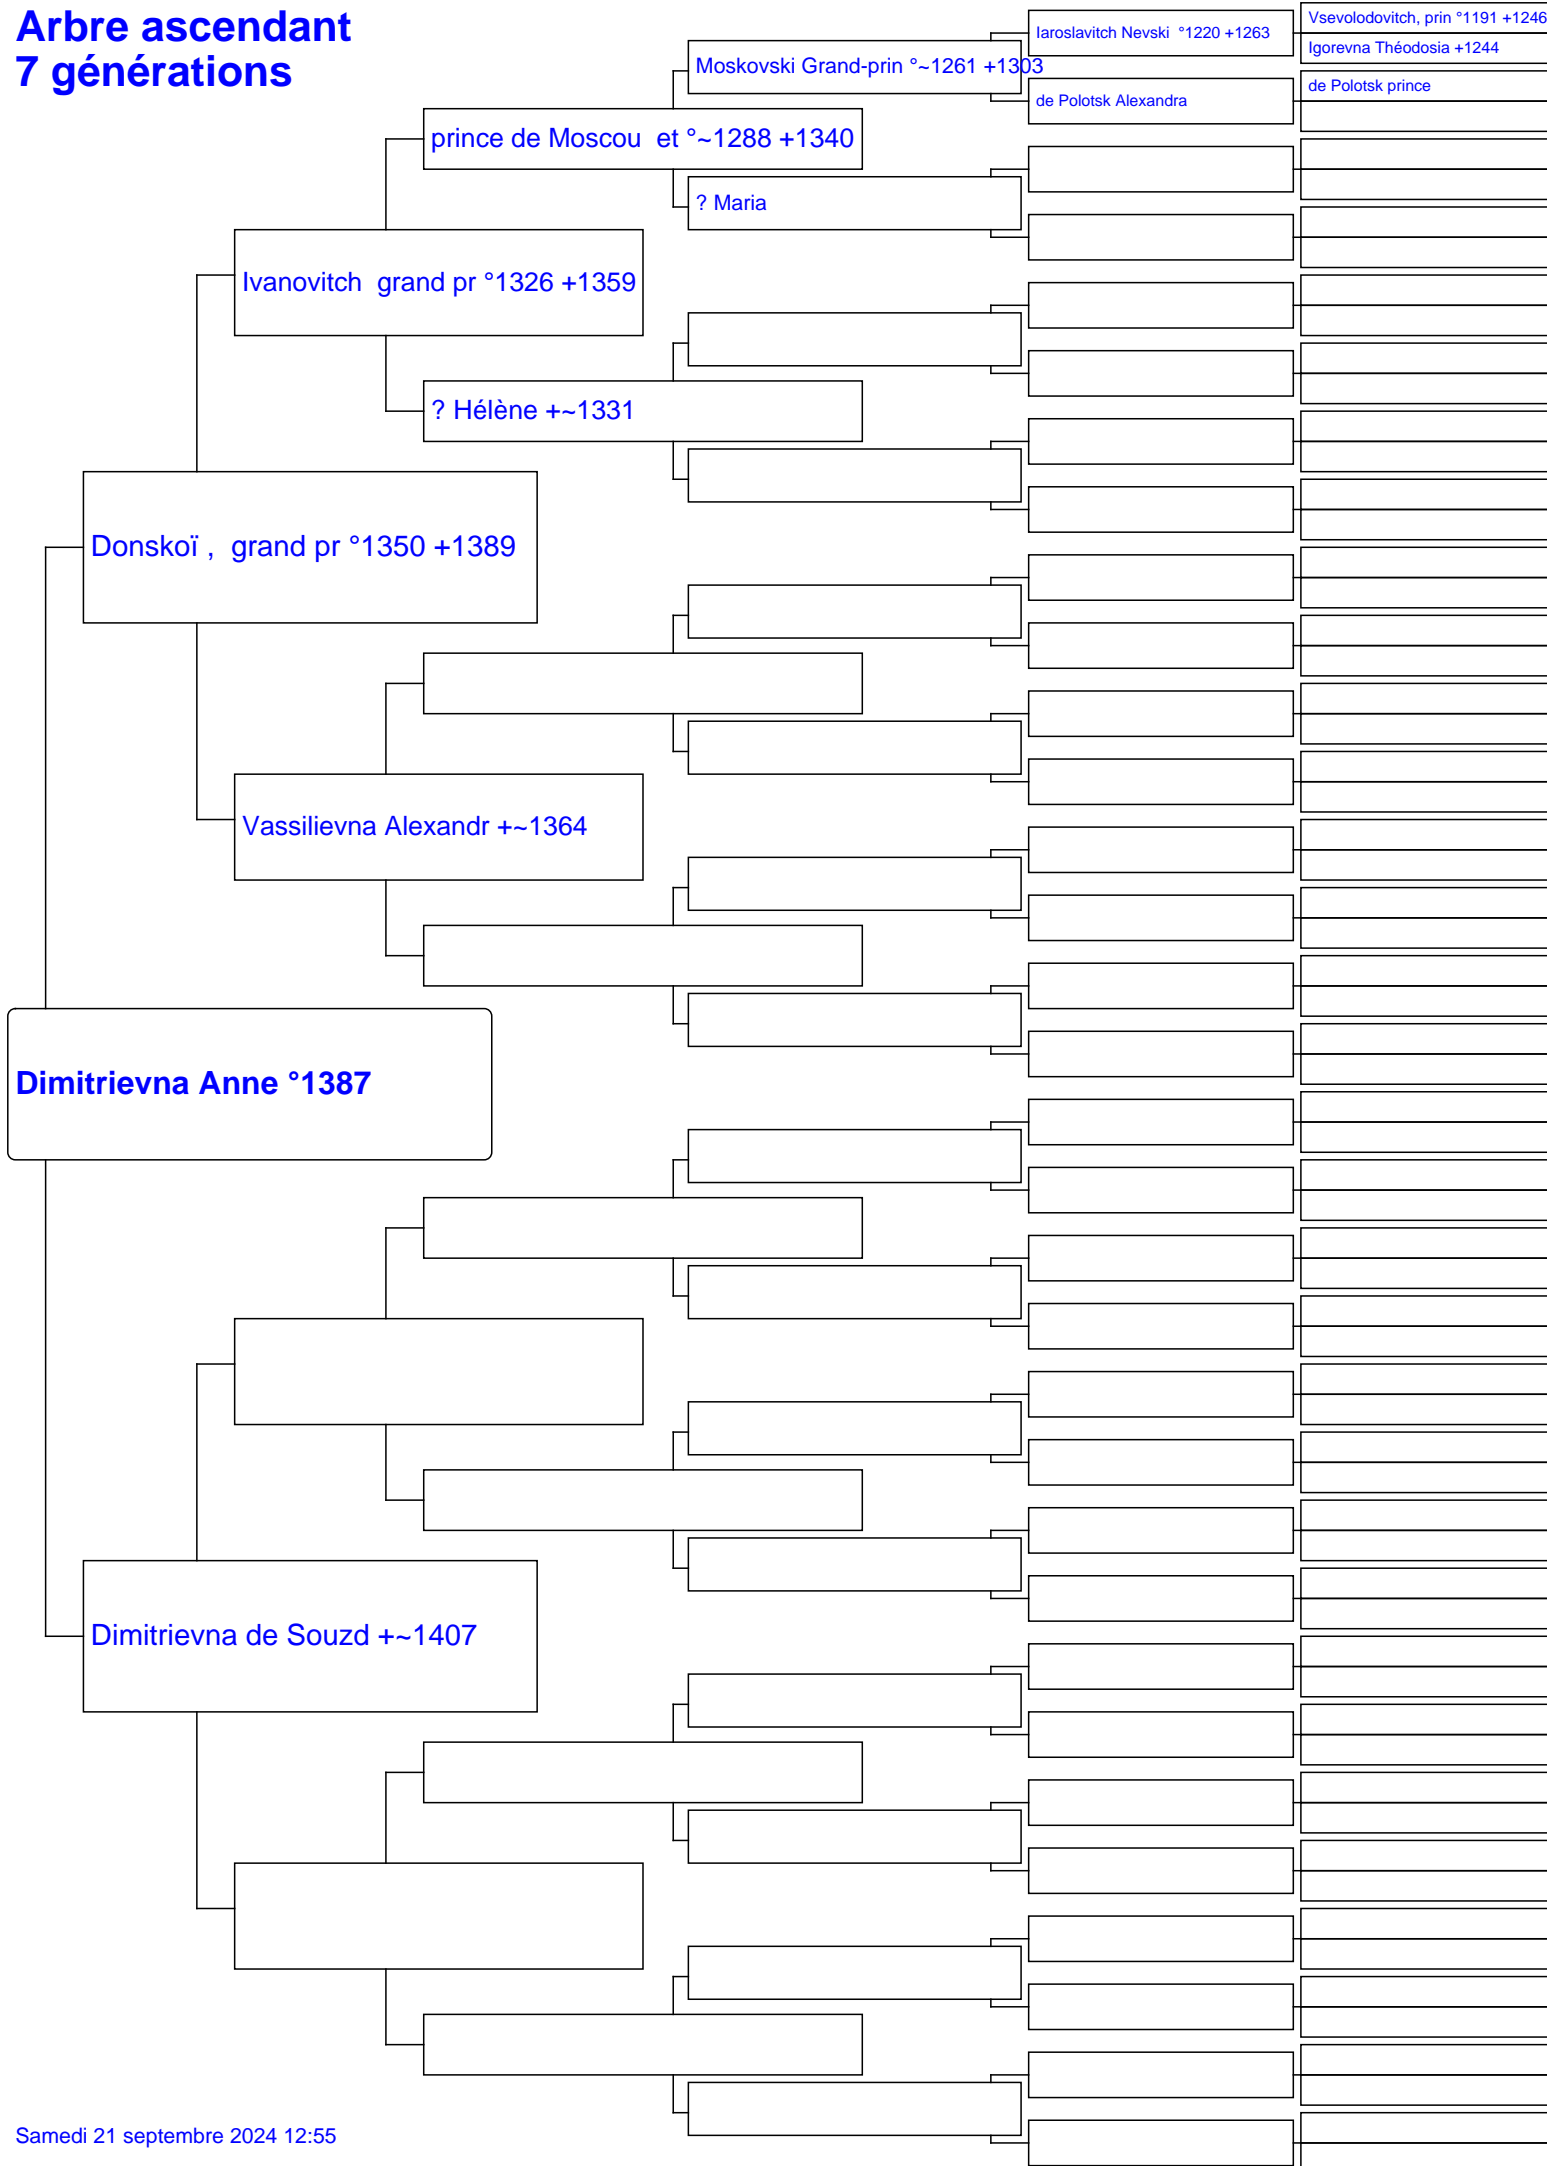 Arbre ascendant
7 générations
Iaroslavitch Nevski  °1220 +1263
Vsevolodovitch, prin °1191 +1246
Igorevna Théodosia +1244
Moskovski Grand-prin °~1261 +1303
de Polotsk Alexandra
de Polotsk prince
prince de Moscou  et °~1288 +1340
? Maria
Ivanovitch  grand pr °1326 +1359
? Hélène +~1331
Donskoï ,  grand pr °1350 +1389
Vassilievna Alexandr +~1364
Dimitrievna Anne °1387
Dimitrievna de Souzd +~1407
Samedi 21 septembre 2024 12:55